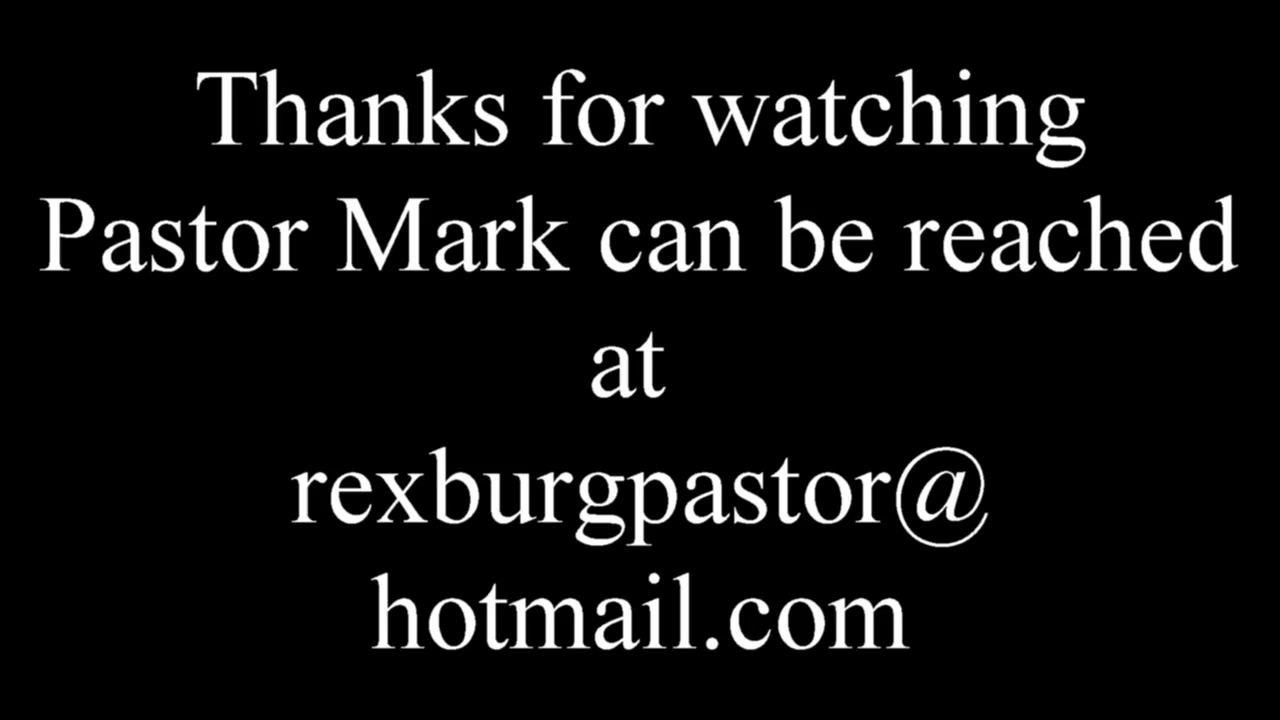 Thanks for watching
Pastor Mark can be reached
at
rexburgpastor@
hotmail.com